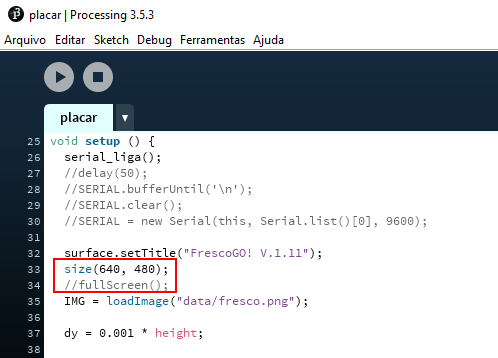 placar | Processing 3.5.3
Arquivo Editar Sketch Debug Ferramentas Ajuda
placar ▼
25 void setup () {
26 serial_liga();
27 //delay(50);
28 //SERIAL.bufferUntil('\n');
29 //SERIAL.clear();
30 //SERIAL = new Serial(this, Serial.list()[0], 9600);
31
32 surface.setTitle("FrescoGO! V.1.11");
33 size(640, 480);
34 //fullScreen();
35 IMG = loadImage("data/fresco.png");
36
37 dy = 0.001 * height;
38